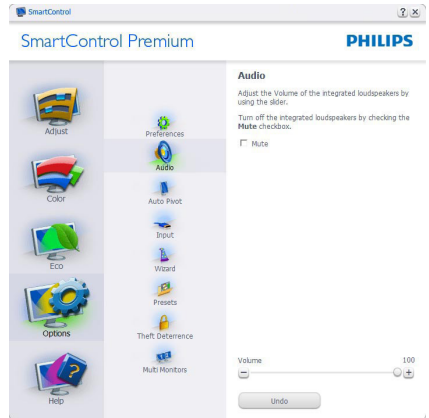 SmartControl
SmartControl Premium
PHILIPS
Adjust
Color
Eco
Options
Help
Preferences
Audio
Auto Pivot
Input
Wizard
Presets
Theft Deterrence
Multi Monitors
Audio
Adjust the Volume of the integrated loudspeakers by
using the slider.
Turn off the integrated loudspeakers by checking the
Mute checkbox.
Mute
Volume 100
Undo